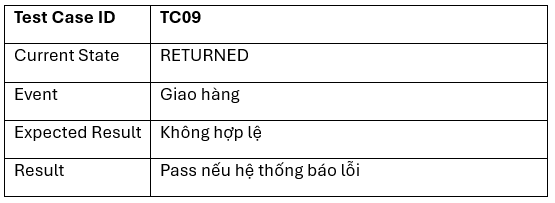 Test Case ID TC09
Current State RETURNED
Event Giao hàng
Expected Result Không hợp lệ
Result Pass nếu hệ thống báo lỗi